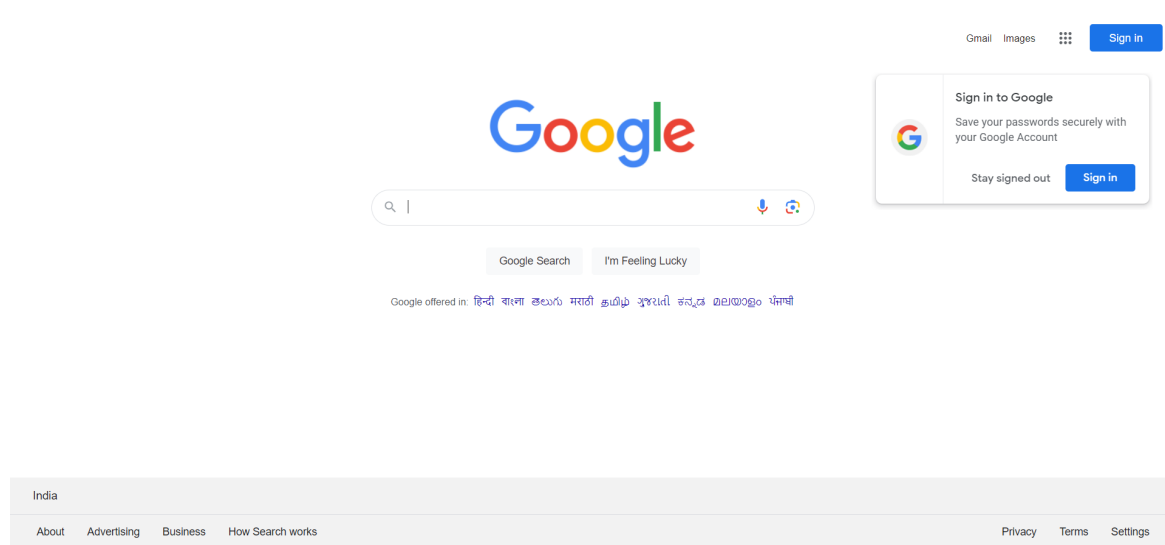 Gmail Images Sign in
Google
Sign in to Google
Save your passwords securely with
your Google Account
Stay signed out Sign in
Google Search I'm Feeling Lucky
Google offered in: हिन्दी বাংলা తెలుగు मराठी தமிழ் ગુજરાતી ಕನ್ನಡ മലയാളം ਪੰਜਾਬੀ
India
About Advertising Business How Search works Privacy Terms Settings